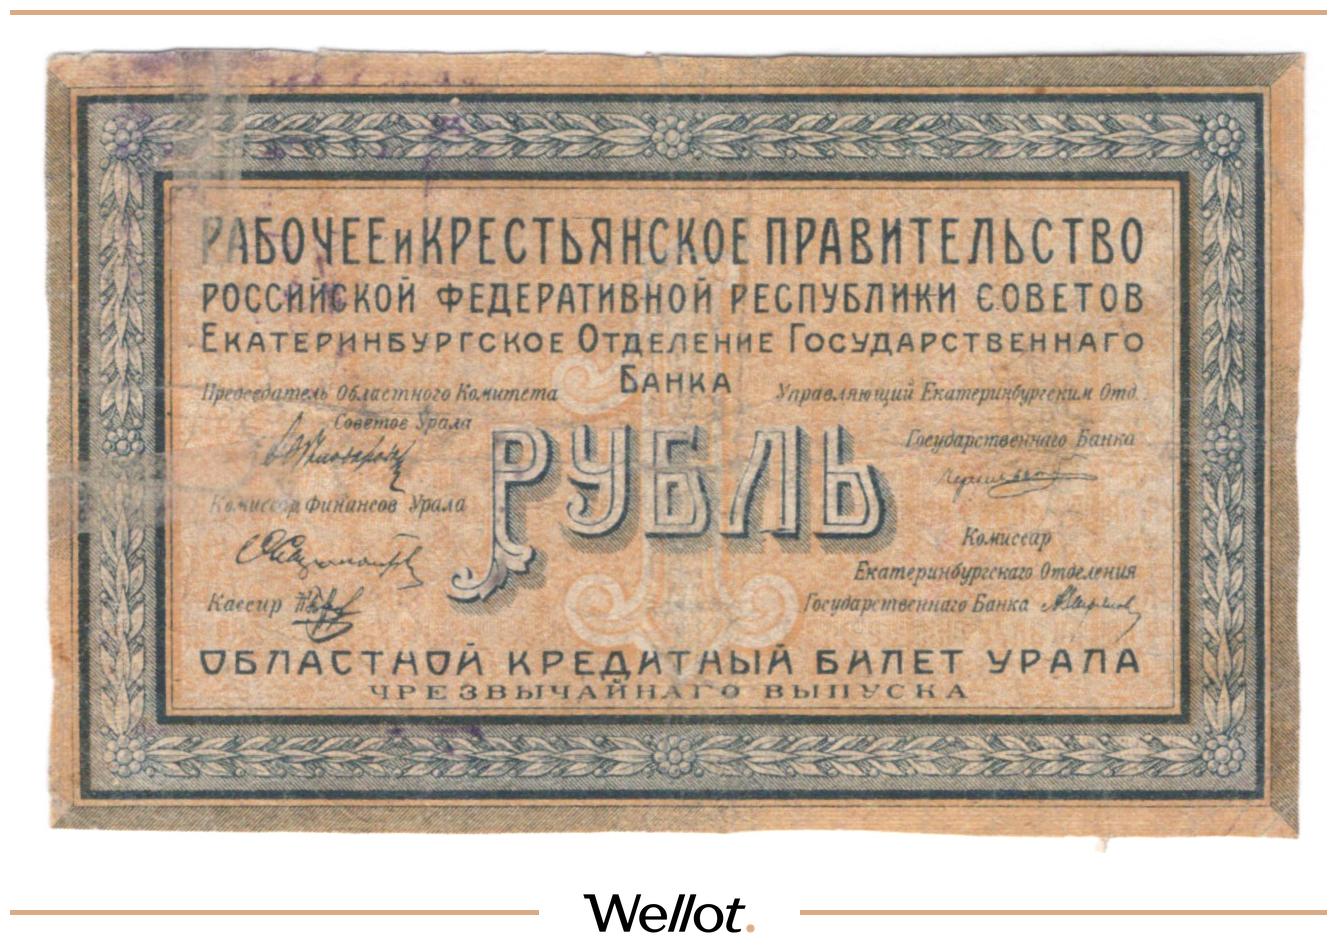 РАБОЧЕЕ и КРЕСТЬЯНСКОЕ ПРАВИТЕЛЬСТВО
РОССИЙСКОЙ ФЕДЕРАТИВНОЙ РЕСПУБЛИКИ СОВЕТОВ
ЕКАТЕРИНБУРГСКОЕ ОТДЕЛЕНИЕ ГОСУДАРСТВЕННАГО
БАНКА
Председатель Областного Комитета
Советов Урала
Комиссар Финансов Урала
Кассир
Управляющий Екатеринбургским Отд.
Государственнаго Банка
Комиссар
Екатеринбургскаго Отделения
Государственнаго Банка
1
РУБЛЬ
ОБЛАСТНОЙ КРЕДИТНЫЙ БИЛЕТ УРАЛА
ЧРЕЗВЫЧАЙНАГО ВЫПУСКА
Wellot.